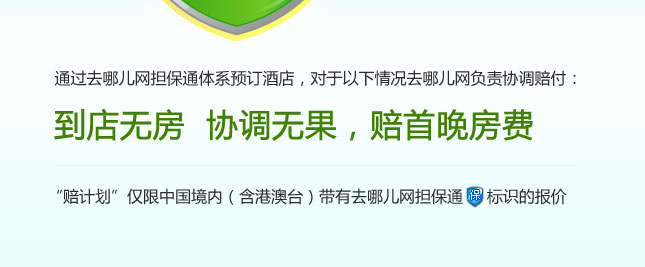 通过去哪儿网担保通体系预订酒店，对于以下情况去哪儿网负责协调赔付：
到店无房 协调无果，赔首晚房费
“赔计划”仅限中国境内（含港澳台）带有去哪儿网担保通保标识的报价